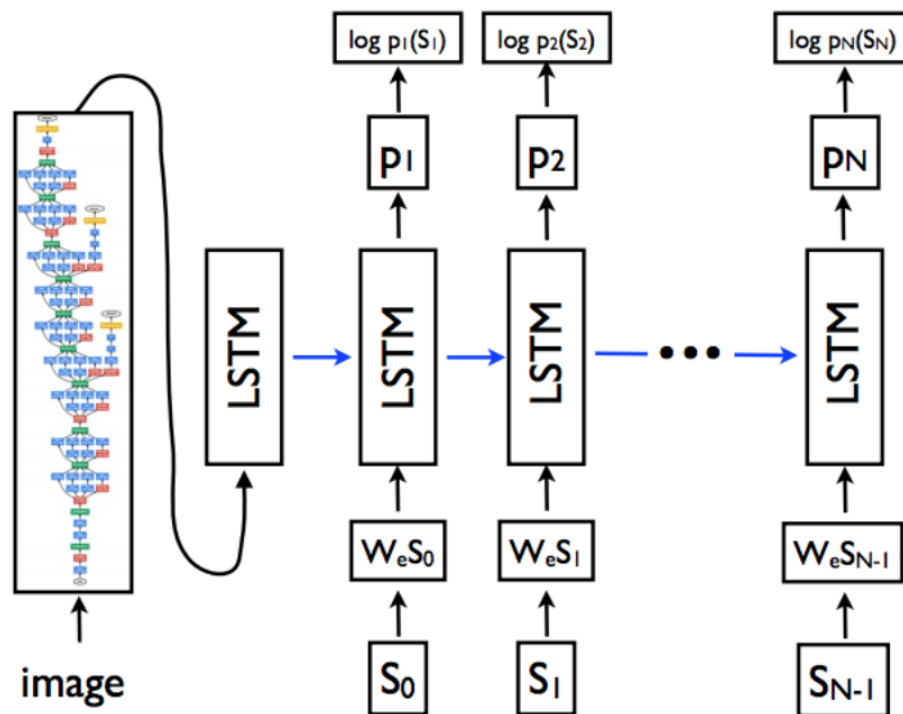 log p₁(S₁)
log p₂(S₂)
log pN(SN)
p₁
p₂
pN
LSTM
LSTM
LSTM
•••
LSTM
WₑS₀
WₑS₁
WₑSN-1
image
S₀
S₁
SN-1